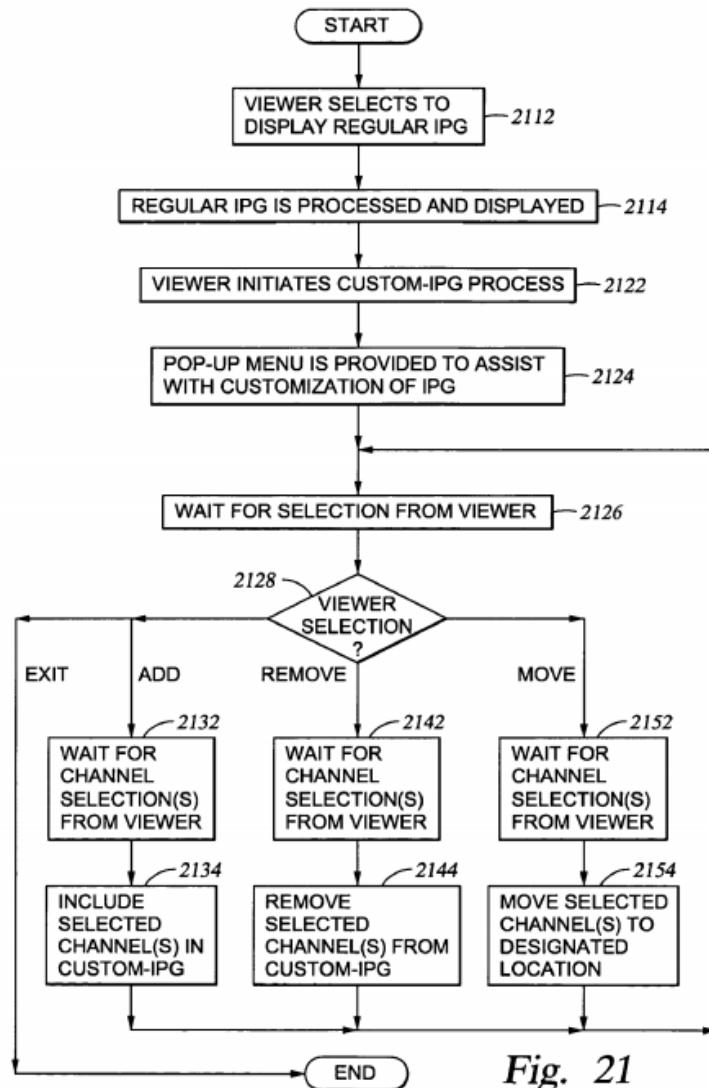 START
VIEWER SELECTS TO
DISPLAY REGULAR IPG
2112
REGULAR IPG IS PROCESSED AND DISPLAYED
2114
VIEWER INITIATES CUSTOM-IPG PROCESS
2122
POP-UP MENU IS PROVIDED TO ASSIST
WITH CUSTOMIZATION OF IPG
2124
WAIT FOR SELECTION FROM VIEWER
2126
2128
VIEWER
SELECTION
?
EXIT
ADD
REMOVE
MOVE
2132
WAIT FOR
CHANNEL
SELECTION(S)
FROM VIEWER
2142
WAIT FOR
CHANNEL
SELECTION(S)
FROM VIEWER
2152
WAIT FOR
CHANNEL
SELECTION(S)
FROM VIEWER
2134
INCLUDE
SELECTED
CHANNEL(S) IN
CUSTOM-IPG
2144
REMOVE
SELECTED
CHANNEL(S) FROM
CUSTOM-IPG
2154
MOVE SELECTED
CHANNEL(S) TO
DESIGNATED
LOCATION
END
Fig. 21